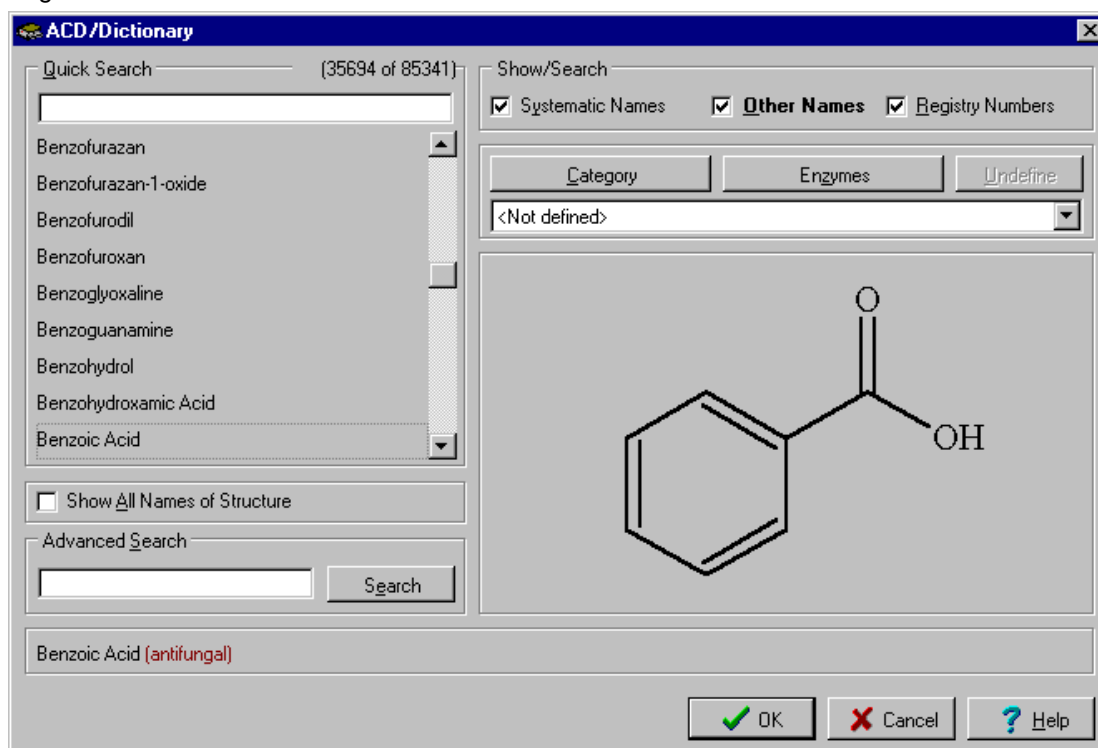 ACD/Dictionary
Quick Search (35694 of 85341)
Benzofurazan
Benzofurazan-1-oxide
Benzofurodil
Benzofuroxan
Benzoglyoxaline
Benzoguanamine
Benzohydrol
Benzohydroxamic Acid
Benzoic Acid
Show All Names of Structure
Advanced Search
Search
Show/Search
Systematic Names Other Names Registry Numbers
Category Enzymes Undefine
<Not defined>
O
OH
Benzoic Acid (antifungal)
OK Cancel Help